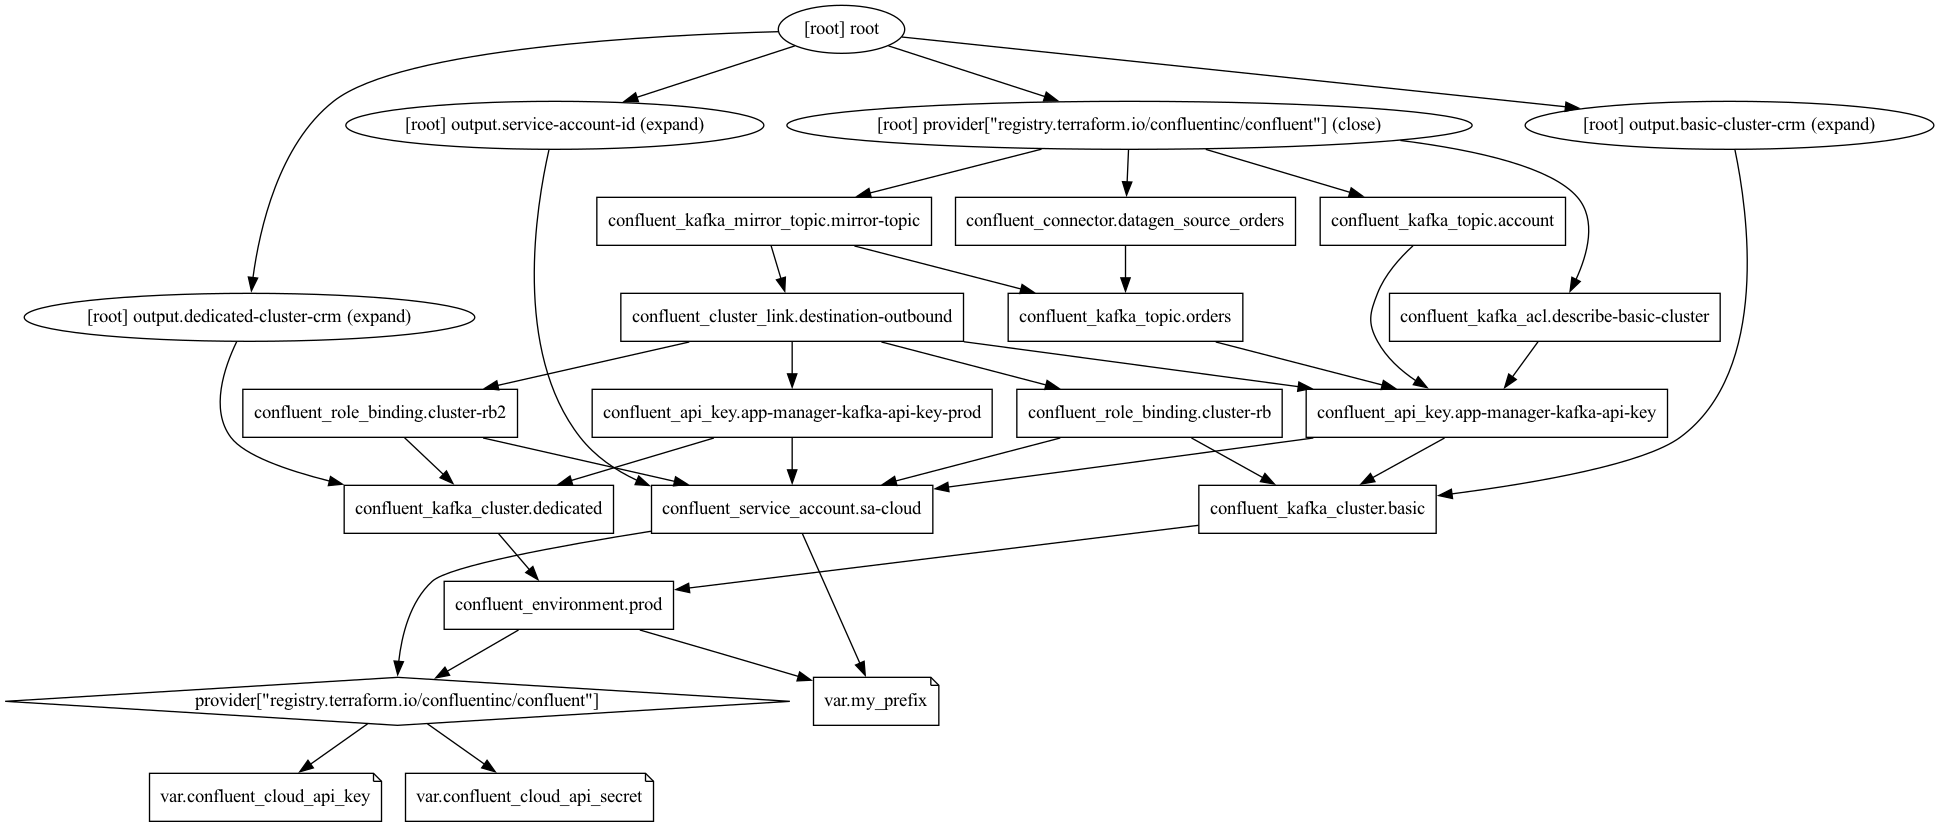 [root] root
[root] output.service-account-id (expand)
[root] provider["registry.terraform.io/confluentinc/confluent"] (close)
[root] output.basic-cluster-crm (expand)
confluent_kafka_mirror_topic.mirror-topic
confluent_connector.datagen_source_orders
confluent_kafka_topic.account
[root] output.dedicated-cluster-crm (expand)
confluent_cluster_link.destination-outbound
confluent_kafka_topic.orders
confluent_kafka_acl.describe-basic-cluster
confluent_role_binding.cluster-rb2
confluent_api_key.app-manager-kafka-api-key-prod
confluent_role_binding.cluster-rb
confluent_api_key.app-manager-kafka-api-key
confluent_kafka_cluster.dedicated
confluent_service_account.sa-cloud
confluent_kafka_cluster.basic
confluent_environment.prod
provider["registry.terraform.io/confluentinc/confluent"]
var.my_prefix
var.confluent_cloud_api_key
var.confluent_cloud_api_secret